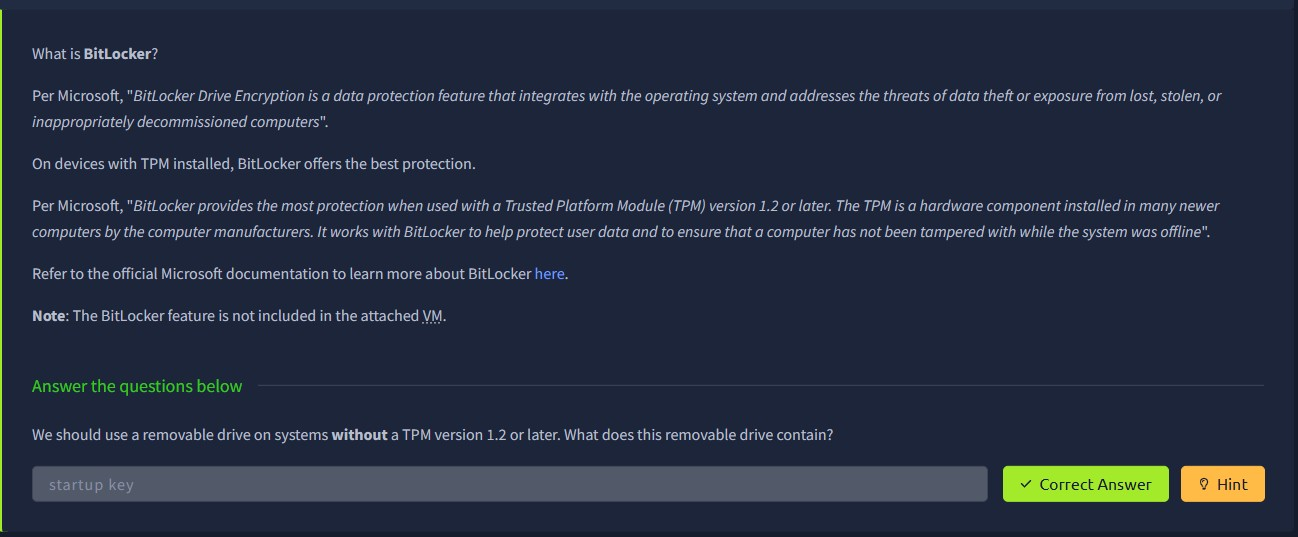 What is BitLocker?
Per Microsoft, "BitLocker Drive Encryption is a data protection feature that integrates with the operating system and addresses the threats of data theft or exposure from lost, stolen, or
inappropriately decommissioned computers".
On devices with TPM installed, BitLocker offers the best protection.
Per Microsoft, "BitLocker provides the most protection when used with a Trusted Platform Module (TPM) version 1.2 or later. The TPM is a hardware component installed in many newer
computers by the computer manufacturers. It works with BitLocker to help protect user data and to ensure that a computer has not been tampered with while the system was offline".
Refer to the official Microsoft documentation to learn more about BitLocker here.
Note: The BitLocker feature is not included in the attached VM.
Answer the questions below
We should use a removable drive on systems without a TPM version 1.2 or later. What does this removable drive contain?
startup key
Correct Answer
Hint